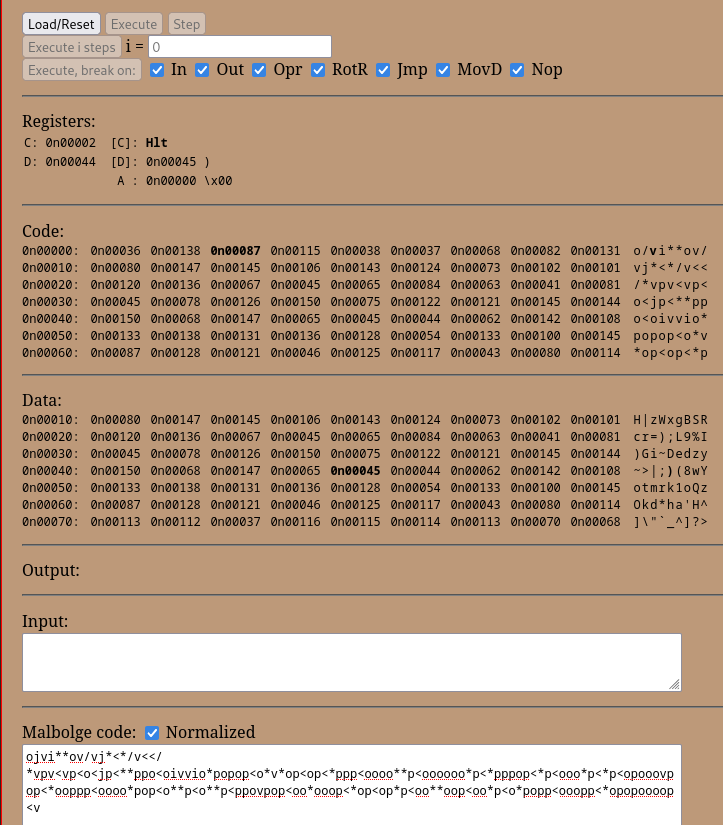 Load/Reset Execute Step
Execute i steps i = 0
Execute, break on: In Out Opr RotR Jmp MovD Nop
Registers:
C: 0n00002 [C]: Hlt
D: 0n00044 [D]: 0n00045 )
A : 0n00000 \x00
Code:
0n00000: 0n00036 0n00138 0n00087 0n00115 0n00038 0n00037 0n00068 0n00082 0n00131 o/vi**ov/
0n00010: 0n00080 0n00147 0n00145 0n00106 0n00143 0n00124 0n00073 0n00102 0n00101 vj*<*/v<<
0n00020: 0n00120 0n00136 0n00067 0n00045 0n00065 0n00084 0n00063 0n00041 0n00081 /*vpv<vp<
0n00030: 0n00045 0n00078 0n00126 0n00150 0n00075 0n00122 0n00121 0n00145 0n00144 o<jp<**pp
0n00040: 0n00150 0n00068 0n00147 0n00065 0n00045 0n00044 0n00062 0n00142 0n00108 o<oivvio*
0n00050: 0n00133 0n00138 0n00131 0n00136 0n00128 0n00054 0n00133 0n00100 0n00145 popop<o*v
0n00060: 0n00087 0n00128 0n00121 0n00046 0n00125 0n00117 0n00043 0n00080 0n00114 *op<op<*p
Data:
0n00010: 0n00080 0n00147 0n00145 0n00106 0n00143 0n00124 0n00073 0n00102 0n00101 H|zWxgBSR
0n00020: 0n00120 0n00136 0n00067 0n00045 0n00065 0n00084 0n00063 0n00041 0n00081 cr=);L9%I
0n00030: 0n00045 0n00078 0n00126 0n00150 0n00075 0n00122 0n00121 0n00145 0n00144 )Gi~Dedzy
0n00040: 0n00150 0n00068 0n00147 0n00065 0n00045 0n00044 0n00062 0n00142 0n00108 ~>|;)(8wY
0n00050: 0n00133 0n00138 0n00131 0n00136 0n00128 0n00054 0n00133 0n00100 0n00145 otmrk1oQz
0n00060: 0n00087 0n00128 0n00121 0n00046 0n00125 0n00117 0n00043 0n00080 0n00114 Okd*ha'H^
0n00070: 0n00113 0n00112 0n00037 0n00116 0n00115 0n00114 0n00113 0n00070 0n00068 ]\"`_^]?>
Output:
Input:
Malbolge code: Normalized
ojvi**ov/vj*<*/v<</
*vpv<vp<o<jp<**ppo<oivvio*popop<o*v*op<op<*ppp<oooo**p<oooooo*p<*pppop<*p<ooo*p<*p<opooovp
op<*ooppp<oooo*pop<o**p<o**p<ppovpop<oo*ooop<*op<op*p<oo**oop<oo*p<o*popp<ooopp<*opopooop
<v